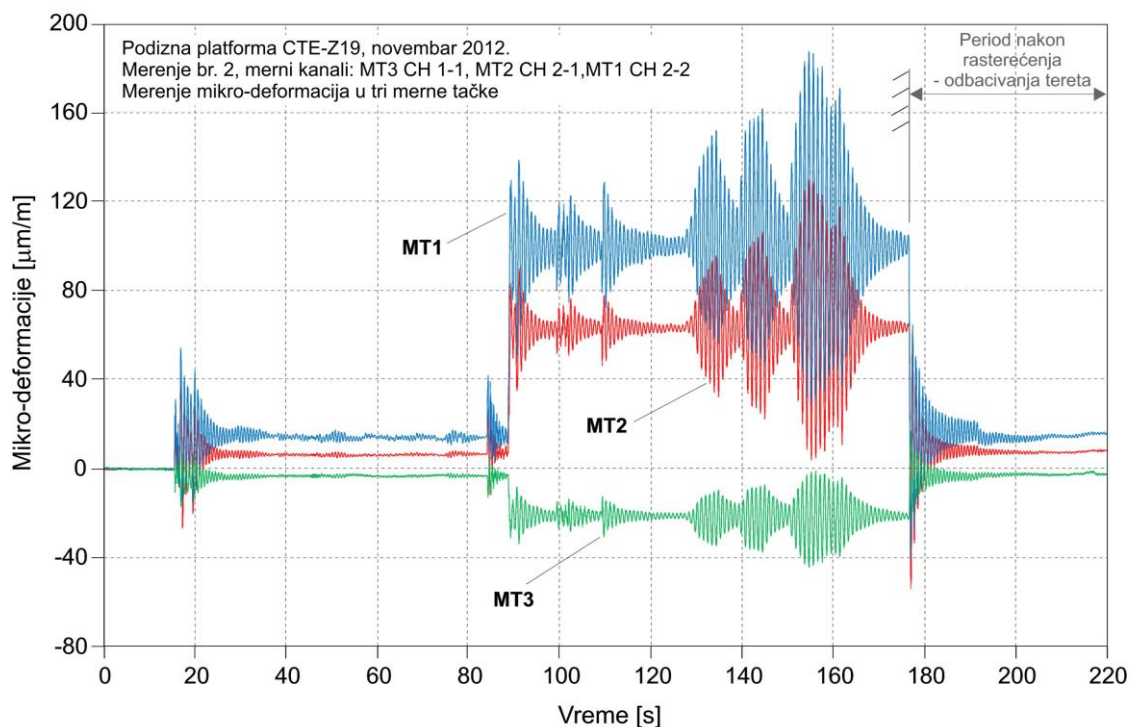 Podizna platforma CTE-Z19, novembar 2012.
Merenje br. 2, merni kanali: MT3 CH 1-1, MT2 CH 2-1,MT1 CH 2-2
Merenje mikro-deformacija u tri merne tačke
Period nakon
rasterećenja
- odbacivanja tereta
200
160
120
80
40
0
-40
-80
Mikro-deformacije [µm/m]
MT1
MT2
MT3
0 20 40 60 80 100 120 140 160 180 200 220
Vreme [s]